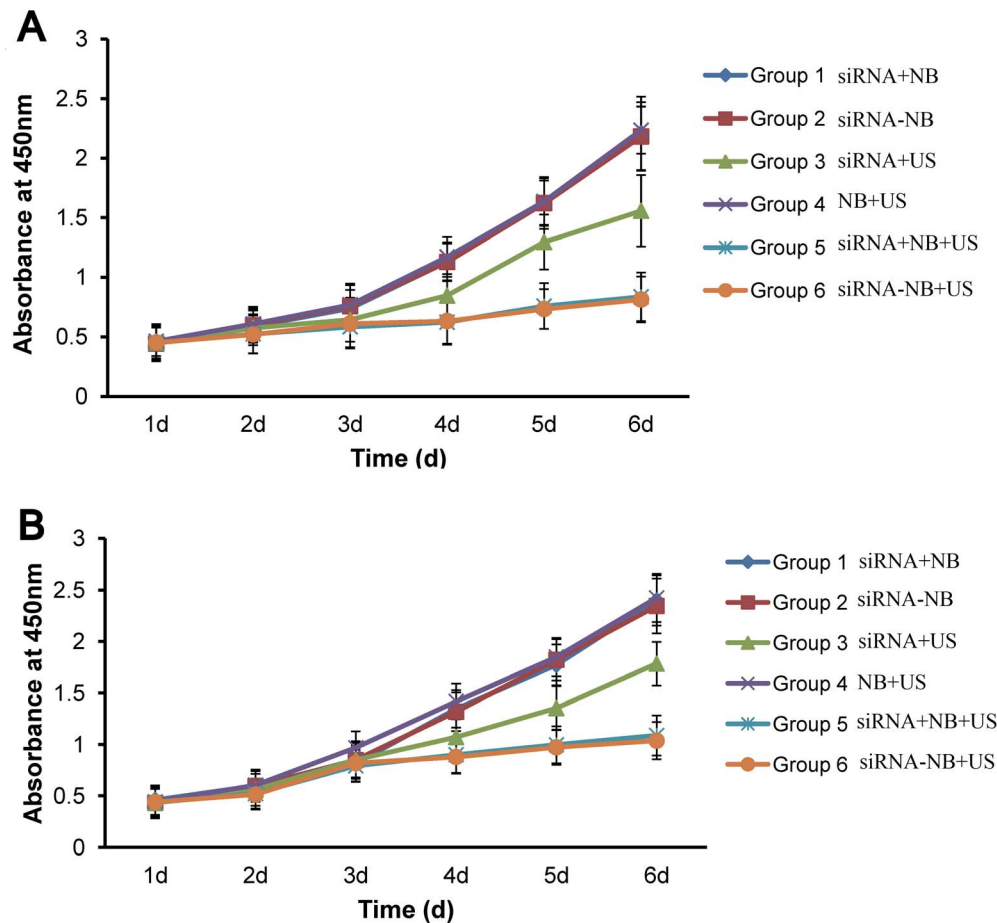 A
Absorbance at 450nm
3
2.5
2
1.5
1
0.5
0
1d 2d 3d 4d 5d 6d
Time (d)
Group 1 siRNA+NB
Group 2 siRNA-NB
Group 3 siRNA+US
Group 4 NB+US
Group 5 siRNA+NB+US
Group 6 siRNA-NB+US
B
Absorbance at 450nm
3
2.5
2
1.5
1
0.5
0
1d 2d 3d 4d 5d 6d
Time (d)
Group 1 siRNA+NB
Group 2 siRNA-NB
Group 3 siRNA+US
Group 4 NB+US
Group 5 siRNA+NB+US
Group 6 siRNA-NB+US